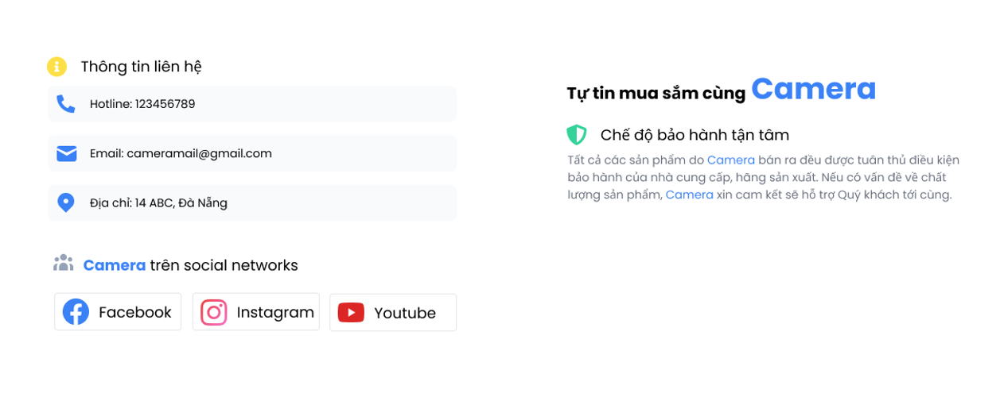 Thông tin liên hệ
Hotline: 123456789
Email: cameramail@gmail.com
Địa chỉ: 14 ABC, Đà Nẵng
Camera trên social networks
Facebook
Instagram
Youtube
Tự tin mua sắm cùng Camera
Chế độ bảo hành tận tâm
Tất cả các sản phẩm do Camera bán ra đều được tuân thủ điều kiện
bảo hành của nhà cung cấp, hãng sản xuất. Nếu có vấn đề về chất
lượng sản phẩm, Camera xin cam kết sẽ hỗ trợ Quý khách tới cùng.